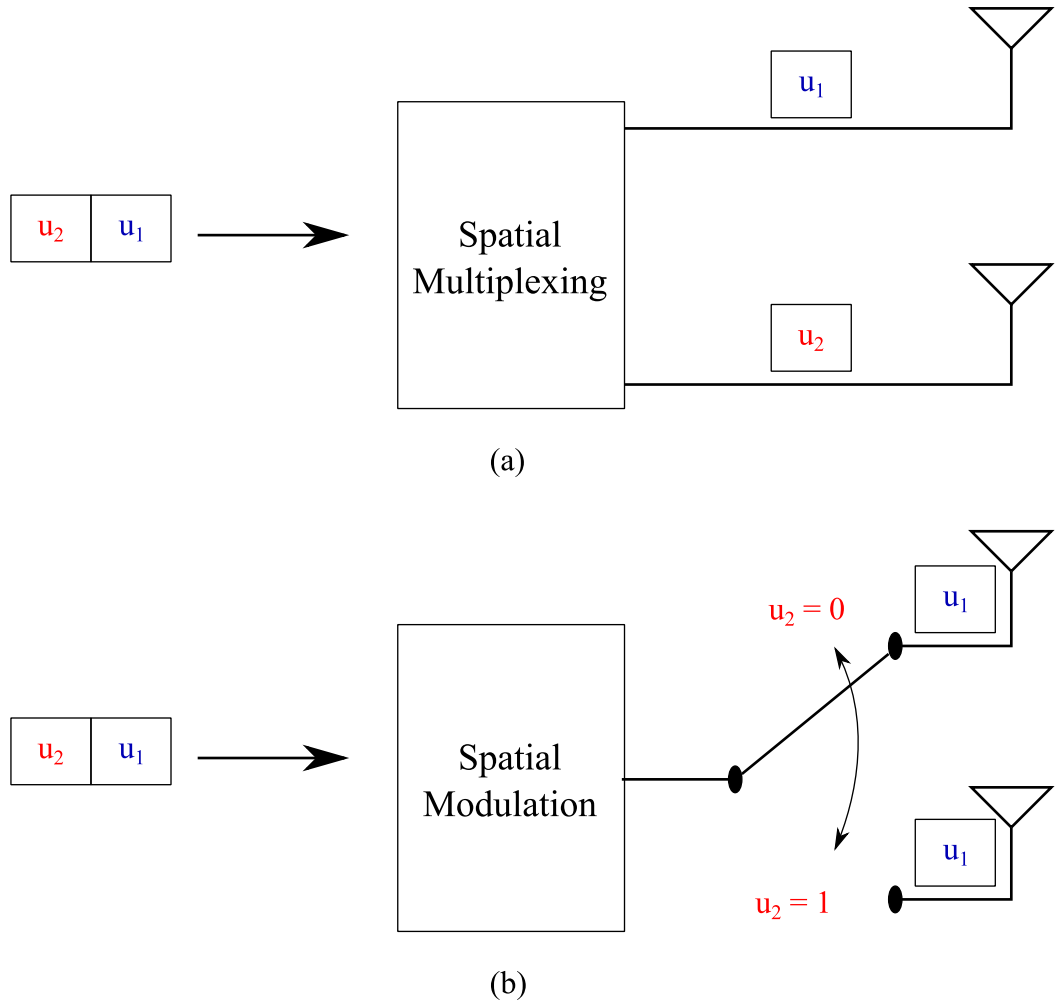 u₁
u₂ u₁
Spatial
Multiplexing
u₂
(a)
u₁
u₂ = 0
u₂ u₁
Spatial
Modulation
u₁
u₂ = 1
(b)